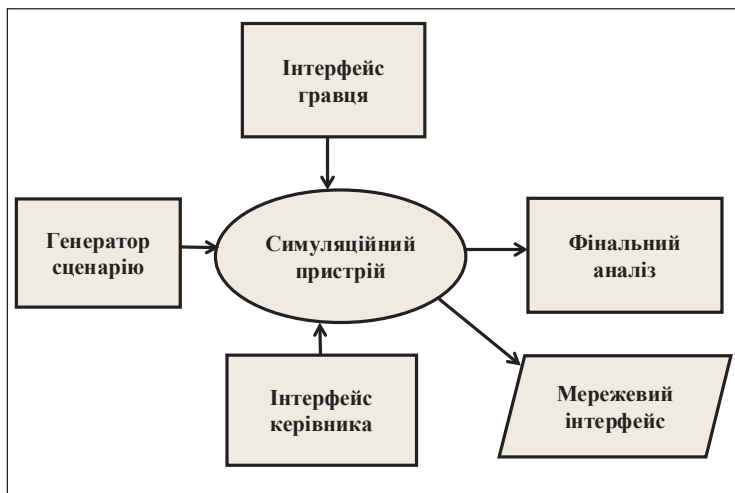 Інтерфейс
гравця
Генератор
сценарію
Симуляційний
пристрій
Фінальний
аналіз
Інтерфейс
керівника
Мережевий
інтерфейс